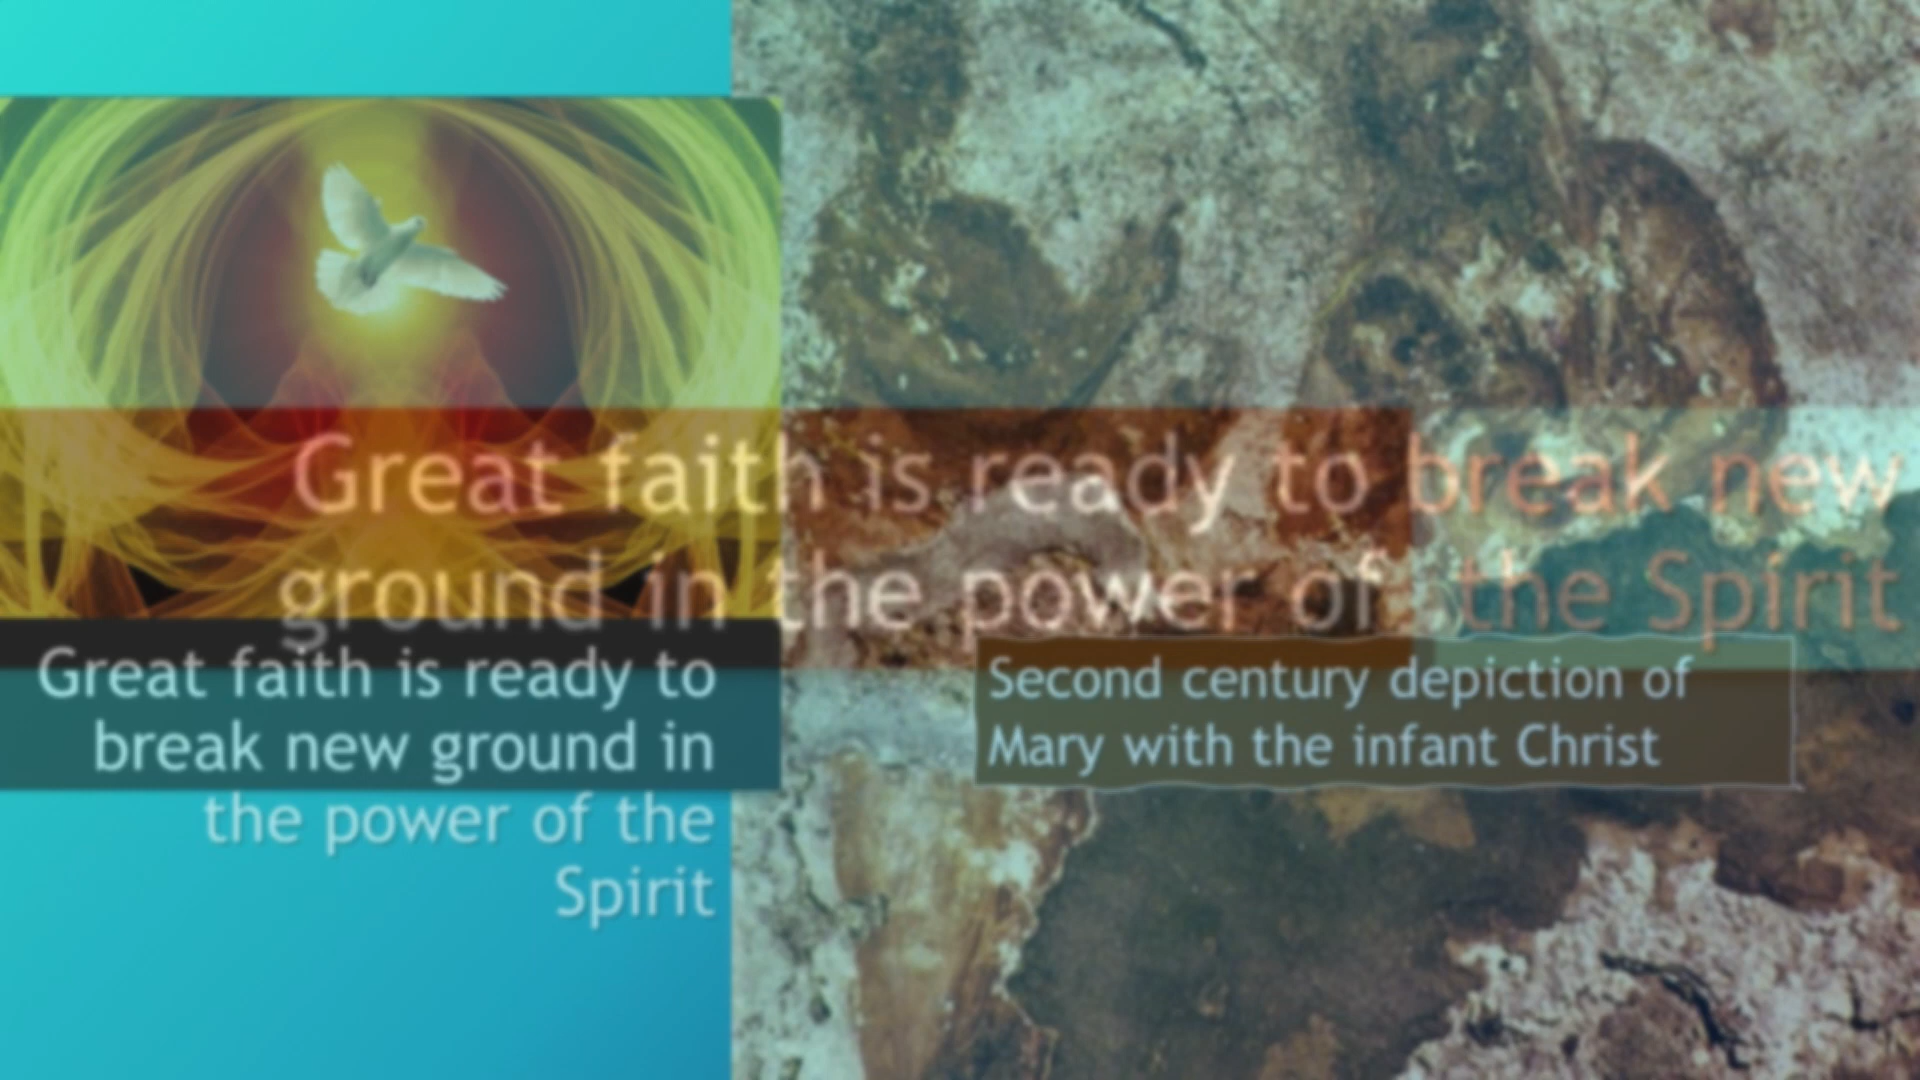 Great faith is ready to break new
ground in the power of the Spirit
Great faith is ready to
break new ground in
the power of the
Spirit
Second century depiction of
Mary with the infant Christ